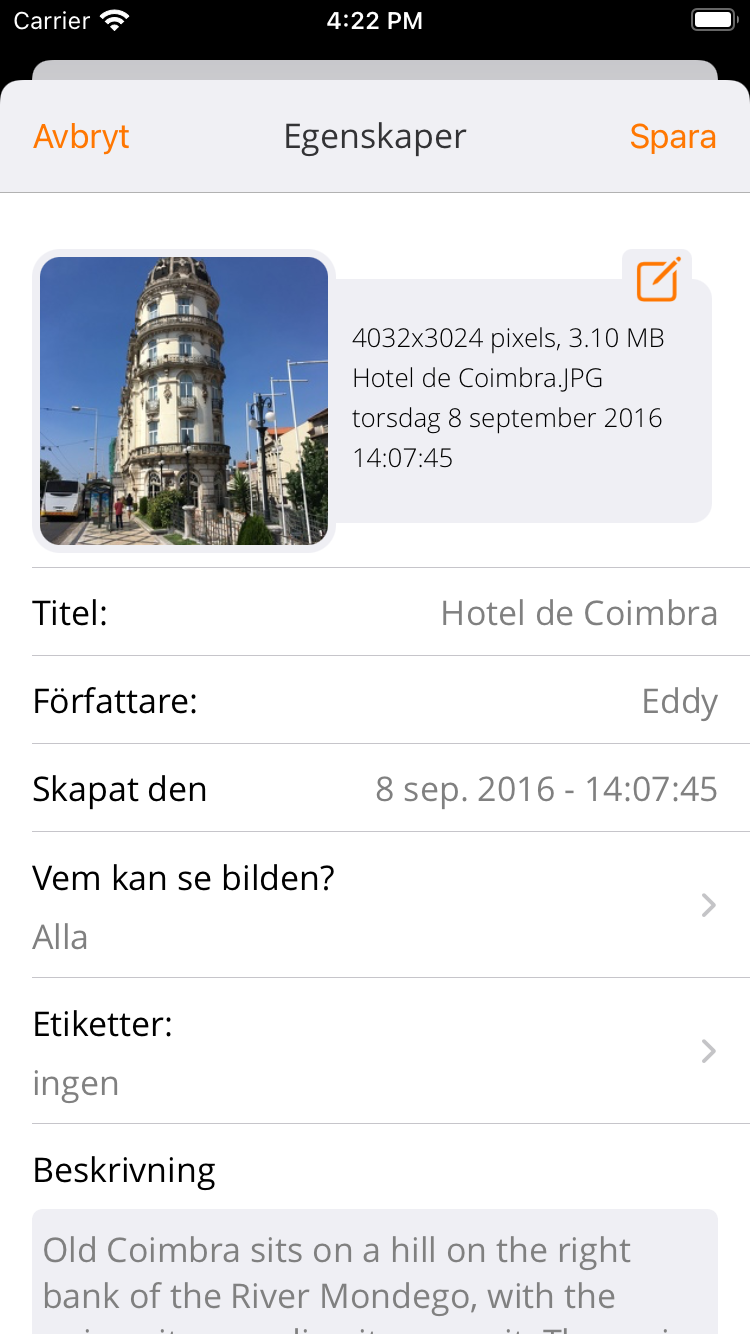 Carrier 4:22 PM
Avbryt Egenskaper Spara
4032x3024 pixels, 3.10 MB
Hotel de Coimbra.JPG
torsdag 8 september 2016
14:07:45
Titel: Hotel de Coimbra
Författare: Eddy
Skapat den 8 sep. 2016 - 14:07:45
Vem kan se bilden?
Alla
Etiketter:
ingen
Beskrivning
Old Coimbra sits on a hill on the right
bank of the River Mondego, with the